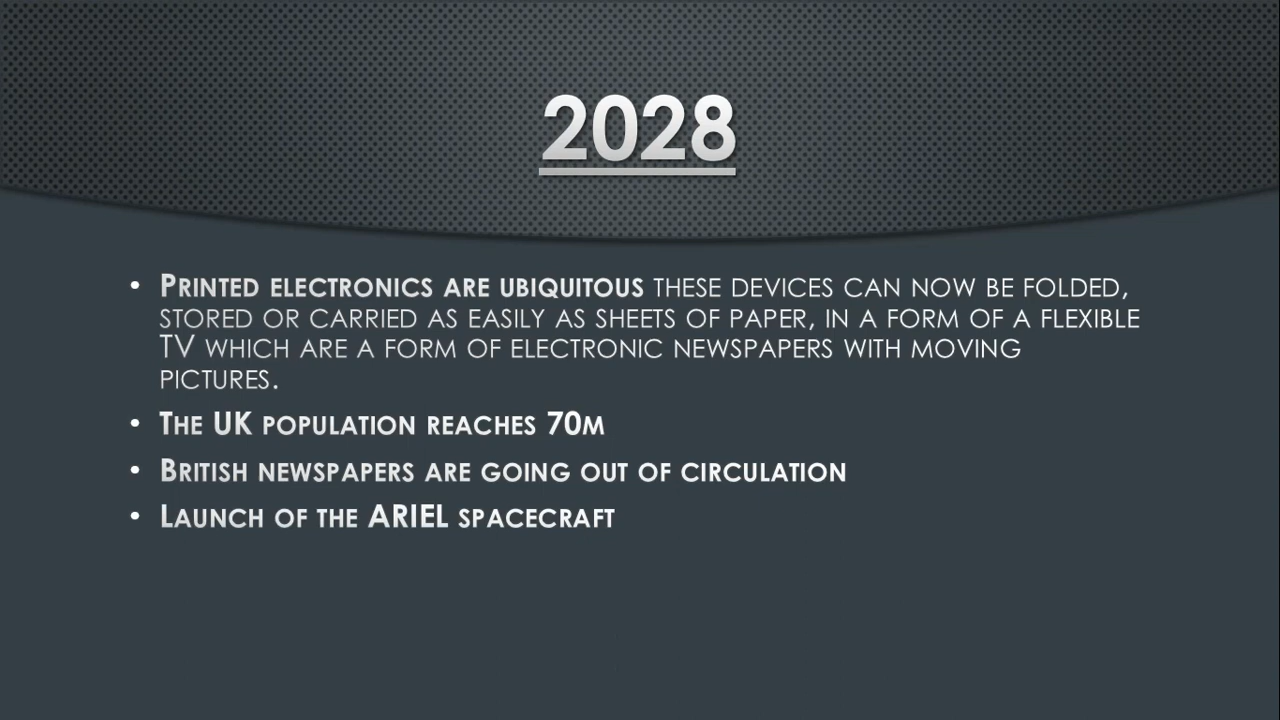 2028
• Printed electronics are ubiquitous these devices can now be folded,
stored or carried as easily as sheets of paper, in a form of a flexible
TV which are a form of electronic newspapers with moving
pictures.
• The UK population reaches 70m
• British newspapers are going out of circulation
• Launch of the ARIEL spacecraft